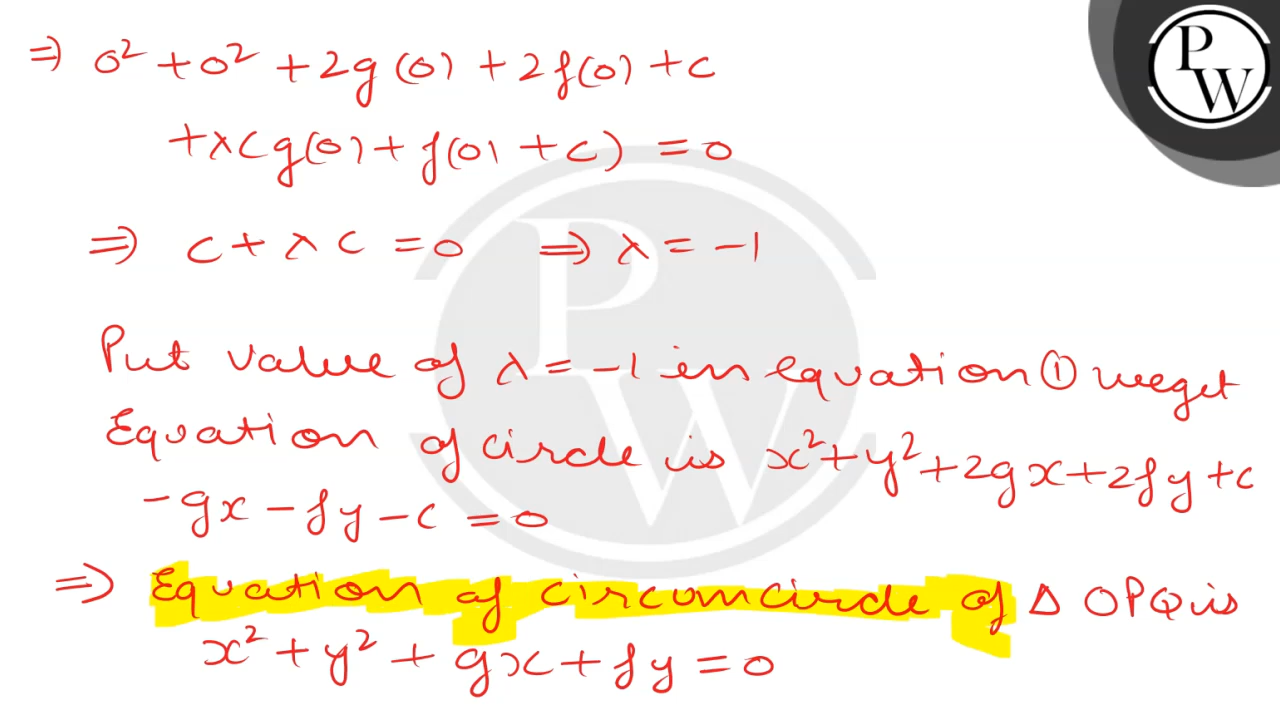 ⇒ 0² + 0² + 2g(0) + 2f(0) + c
+λ(g(0) + f(0) + c) = 0
⇒ c + λc = 0 ⇒ λ = -1
Put value of λ = -1 in equation ① we get
Equation of circle is x² + y² + 2gx + 2fy + c
-gx - fy - c = 0
⇒ Equation of circumcircle of Δ OPQ is
x² + y² + gx + fy = 0
PW
PW